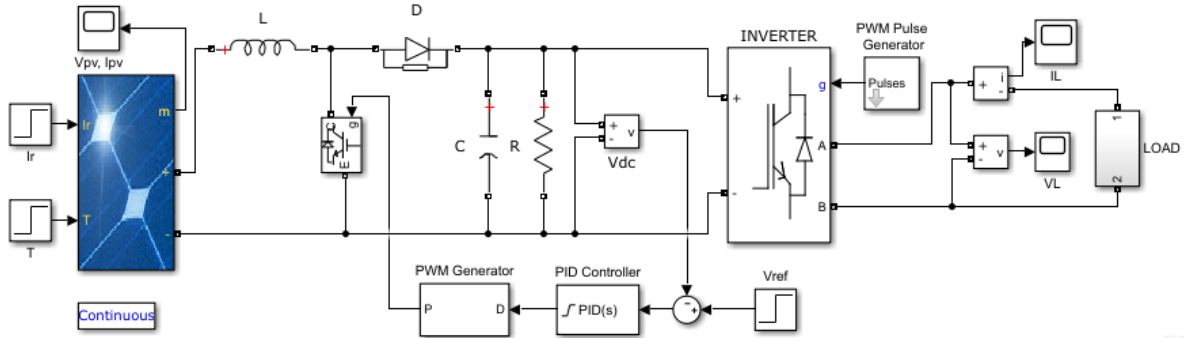 L
D
INVERTER
PWM Pulse
Generator
Vpv, Ipv
IL
m
Ir
Ir
g
Pulses
+
i
-
C
g
E
C
R
+
-
v
Vdc
+
-
A
B
+
-
v
VL
1
2
LOAD
+
T
T
-
PWM Generator
PID Controller
Vref
P
D
PID(s)
-
+
Continuous